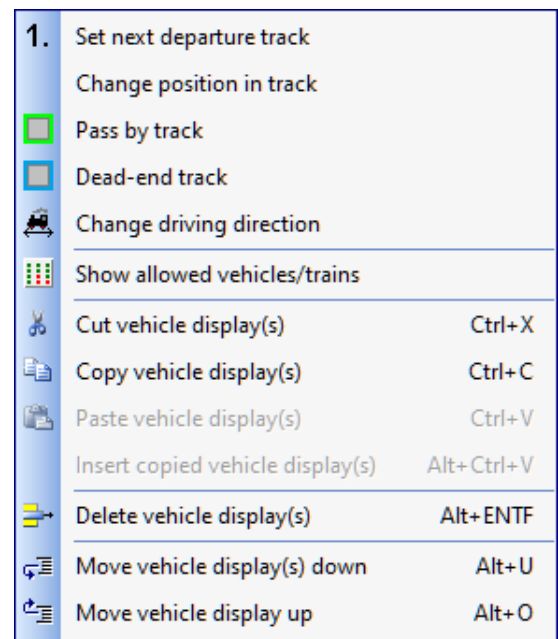 1. Set next departure track
Change position in track
Pass by track
Dead-end track
Change driving direction
Show allowed vehicles/trains
Cut vehicle display(s) Ctrl+X
Copy vehicle display(s) Ctrl+C
Paste vehicle display(s) Ctrl+V
Insert copied vehicle display(s) Alt+Ctrl+V
Delete vehicle display(s) Alt+ENTF
Move vehicle display(s) down Alt+U
Move vehicle display up Alt+O